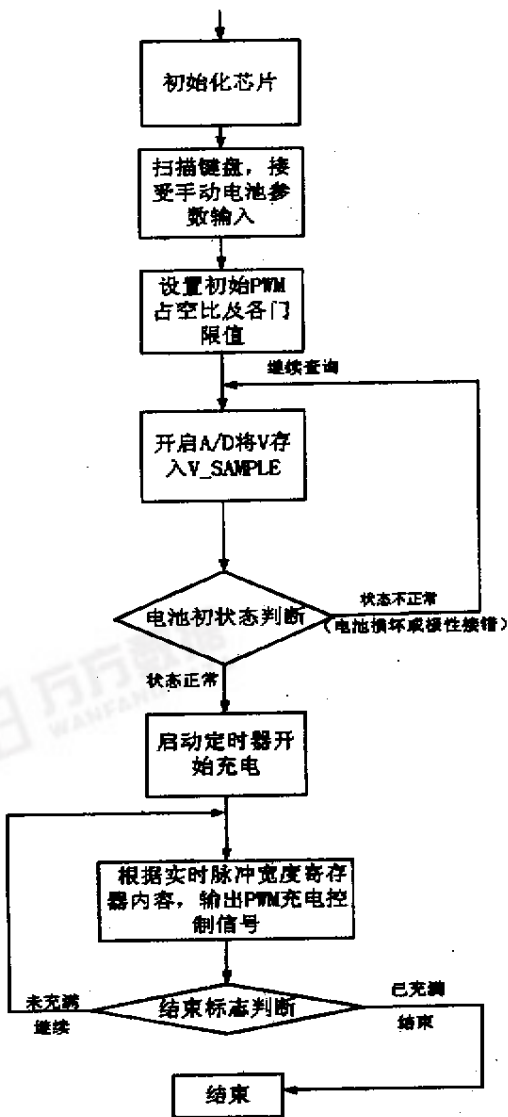 初始化芯片
扫描键盘，接
受手动电池参
数输入
设置初始PWM
占空比及各门
限值
继续查询
开启A/D将V存
入V_SAMPLE
电池初状态判断
状态不正常
（电池损坏或极性接错）
状态正常
启动定时器开
始充电
根据实时脉冲宽度寄存
器内容，输出PWM充电控
制信号
未充满
继续
结束标志判断
已充满
结束
结束
万方数据
WANFANG